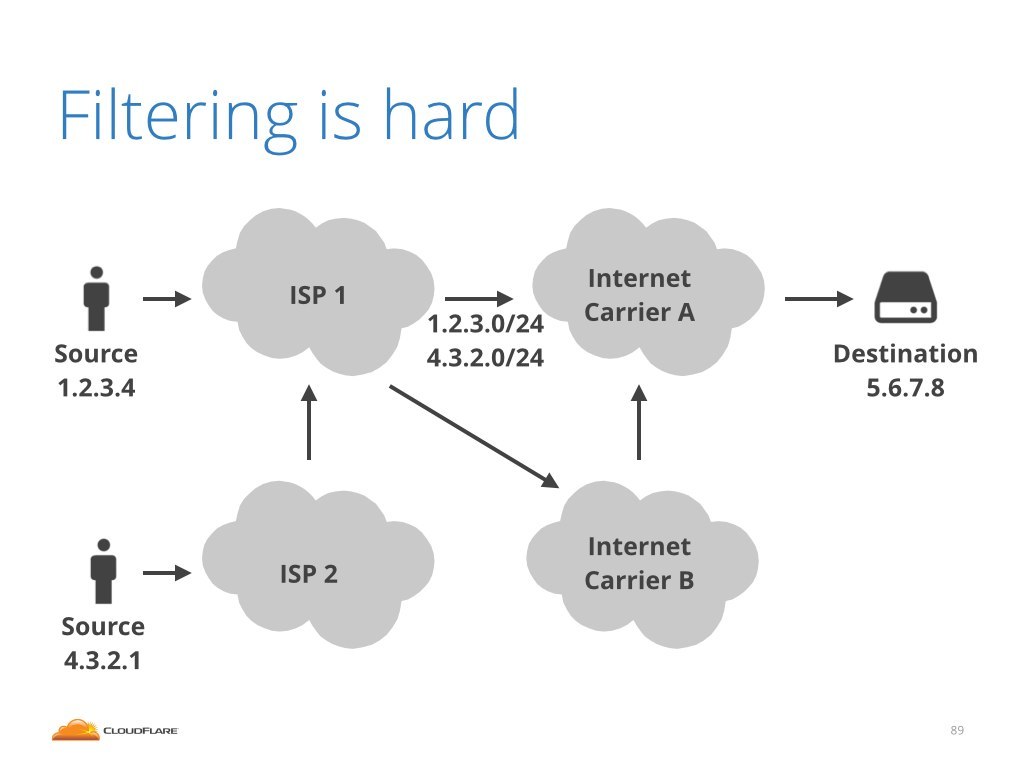 Filtering is hard
ISP 1
Internet
Carrier A
1.2.3.0/24
4.3.2.0/24
Source
1.2.3.4
Destination
5.6.7.8
ISP 2
Internet
Carrier B
Source
4.3.2.1
CLOUDFLARE
89